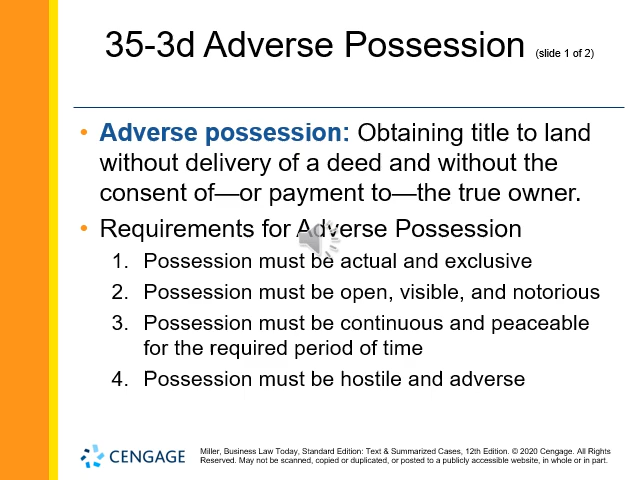 35-3d Adverse Possession (slide 1 of 2)
• Adverse possession: Obtaining title to land
without delivery of a deed and without the
consent of—or payment to—the true owner.
• Requirements for Adverse Possession
1. Possession must be actual and exclusive
2. Possession must be open, visible, and notorious
3. Possession must be continuous and peaceable
for the required period of time
4. Possession must be hostile and adverse
CENGAGE
Miller, Business Law Today, Standard Edition: Text & Summarized Cases, 12th Edition. © 2020 Cengage. All Rights
Reserved. May not be scanned, copied or duplicated, or posted to a publicly accessible website, in whole or in part.